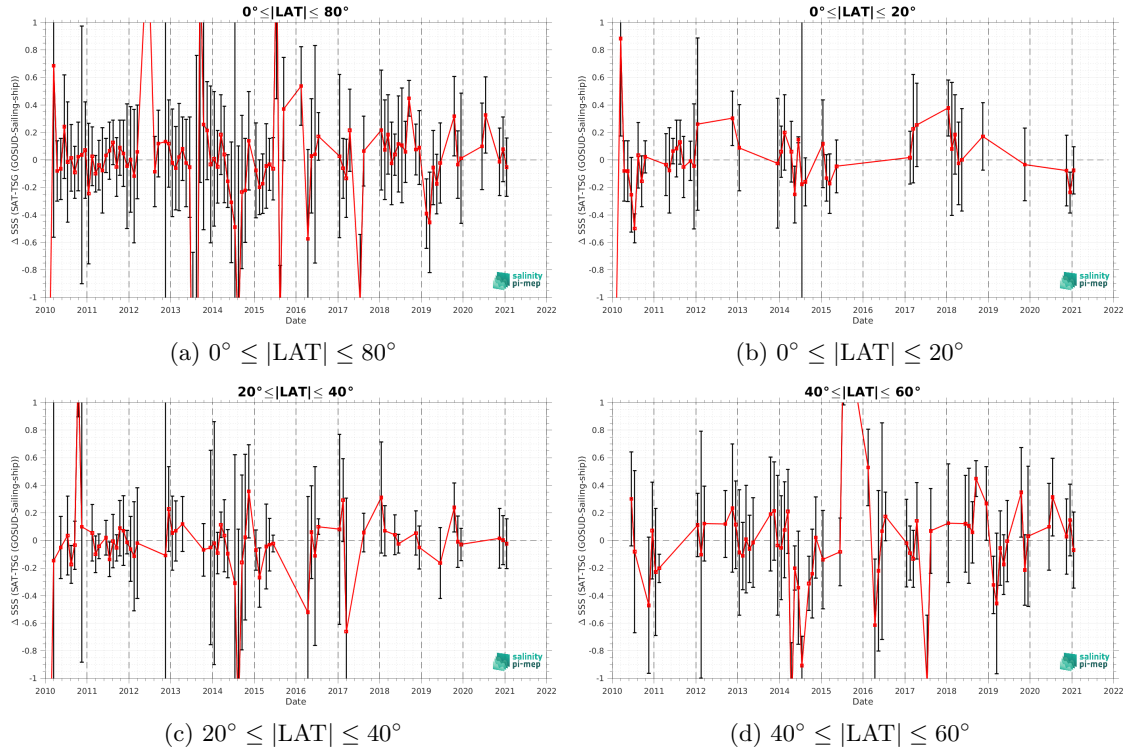 0°≤|LAT|≤ 80°
Δ SSS (SAT-TSG (GOSUD-Sailing-ship))
1
0.8
0.6
0.4
0.2
0
-0.2
-0.4
-0.6
-0.8
-1
2010 2011 2012 2013 2014 2015 2016 2017 2018 2019 2020 2021 2022
Date
salinity
pi-mep
(a) 0° ≤ |LAT| ≤ 80°
0°≤|LAT|≤ 20°
Δ SSS (SAT-TSG (GOSUD-Sailing-ship))
1
0.8
0.6
0.4
0.2
0
-0.2
-0.4
-0.6
-0.8
-1
2010 2011 2012 2013 2014 2015 2016 2017 2018 2019 2020 2021 2022
Date
salinity
pi-mep
(b) 0° ≤ |LAT| ≤ 20°
20°≤|LAT|≤ 40°
Δ SSS (SAT-TSG (GOSUD-Sailing-ship))
1
0.8
0.6
0.4
0.2
0
-0.2
-0.4
-0.6
-0.8
-1
2010 2011 2012 2013 2014 2015 2016 2017 2018 2019 2020 2021 2022
Date
salinity
pi-mep
(c) 20° ≤ |LAT| ≤ 40°
40°≤|LAT|≤ 60°
Δ SSS (SAT-TSG (GOSUD-Sailing-ship))
1
0.8
0.6
0.4
0.2
0
-0.2
-0.4
-0.6
-0.8
-1
2010 2011 2012 2013 2014 2015 2016 2017 2018 2019 2020 2021 2022
Date
salinity
pi-mep
(d) 40° ≤ |LAT| ≤ 60°